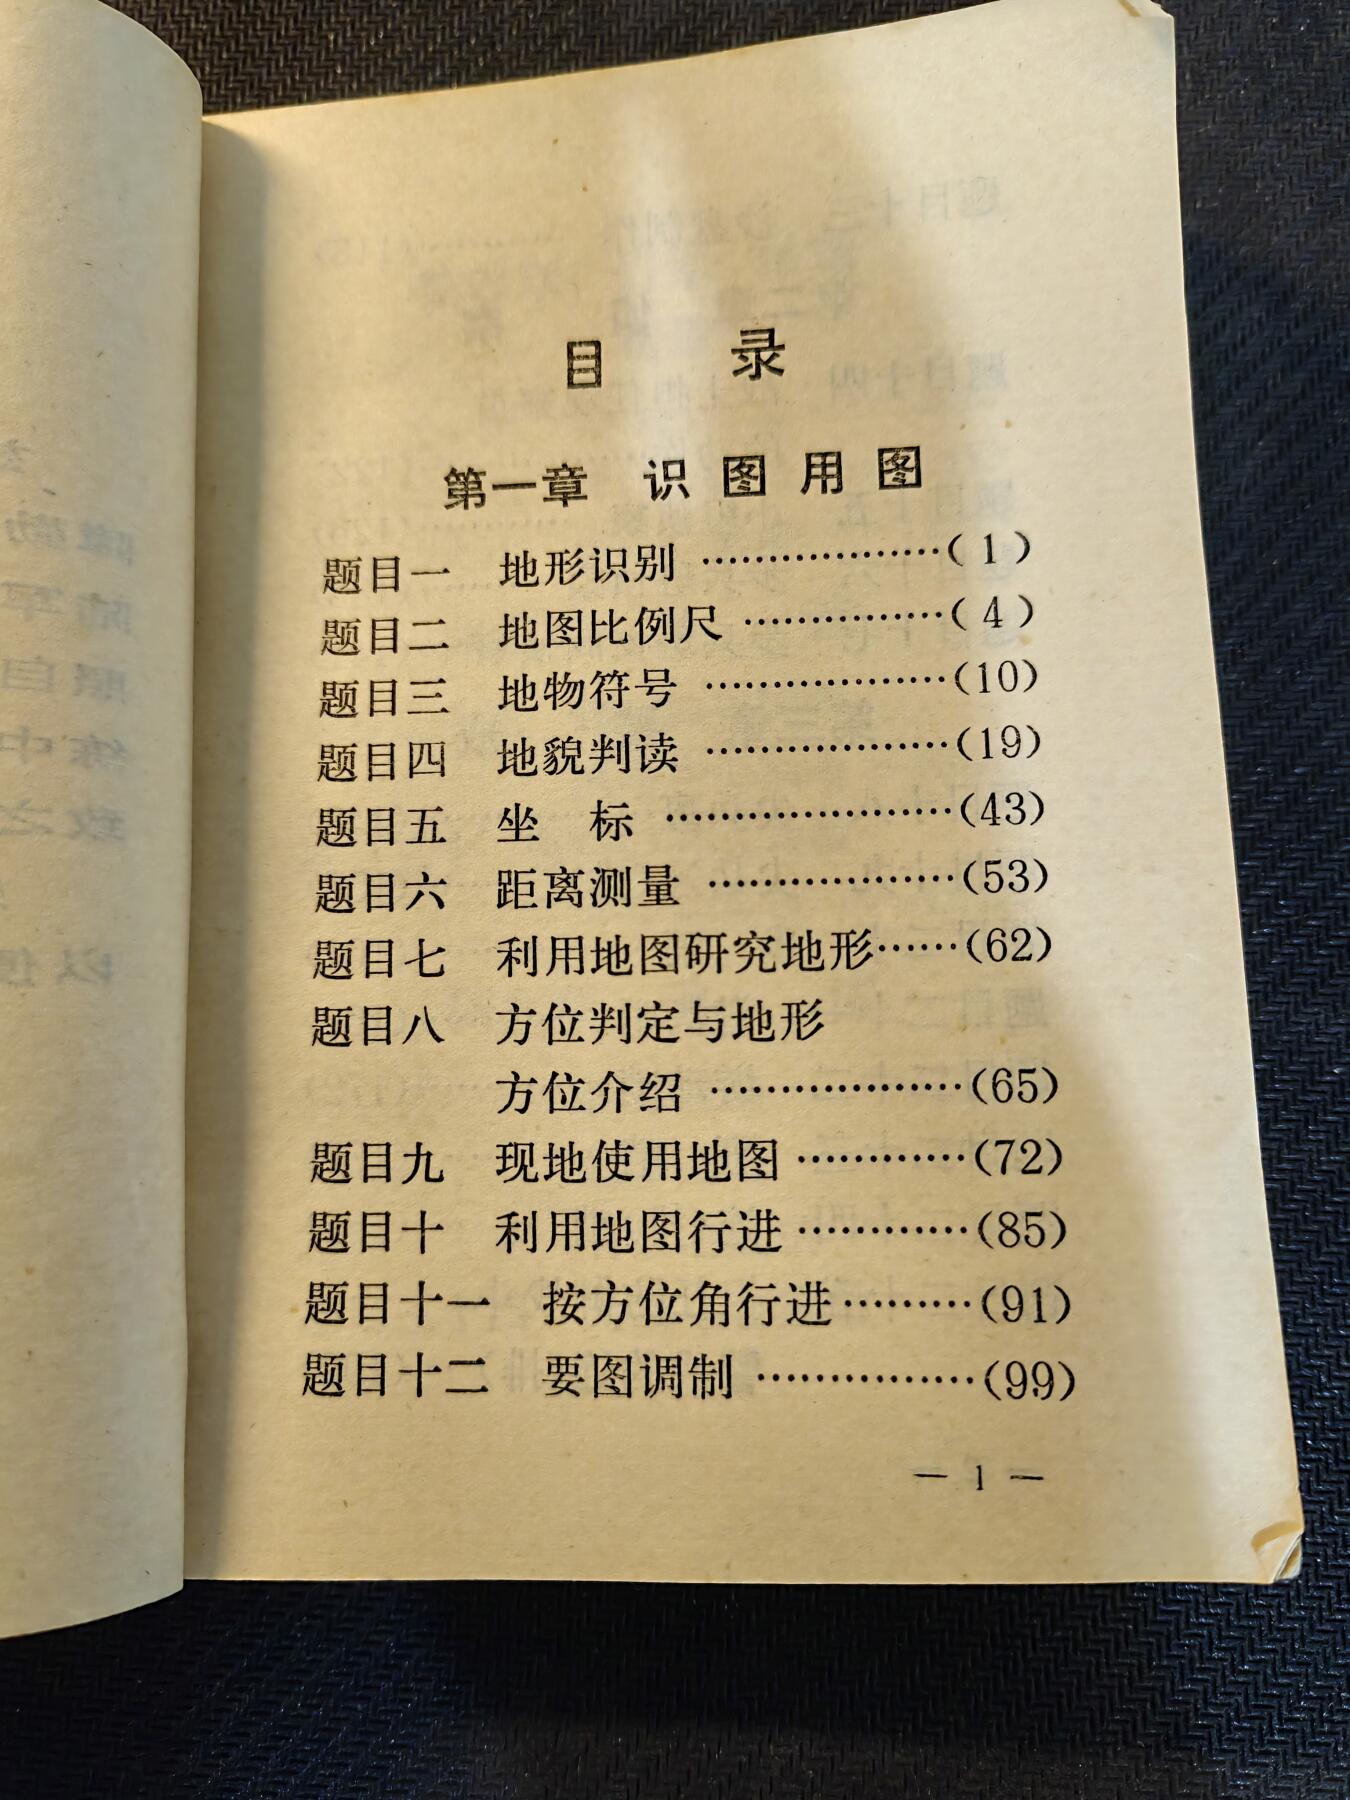 目 录
第一章 识图用图
题目一 地形识别 ………………(1)
题目二 地图比例尺 ……………(4)
题目三 地物符号 ………………(10)
题目四 地貌判读 ………………(19)
题目五 坐 标 …………………(43)
题目六 距离测量 ………………(53)
题目七 利用地图研究地形……(62)
题目八 方位判定与地形
方位介绍 ………………(65)
题目九 现地使用地图 …………(72)
题目十 利用地图行进 …………(85)
题目十一 按方位角行进………(91)
题目十二 要图调制 ……………(99)
— 1 —